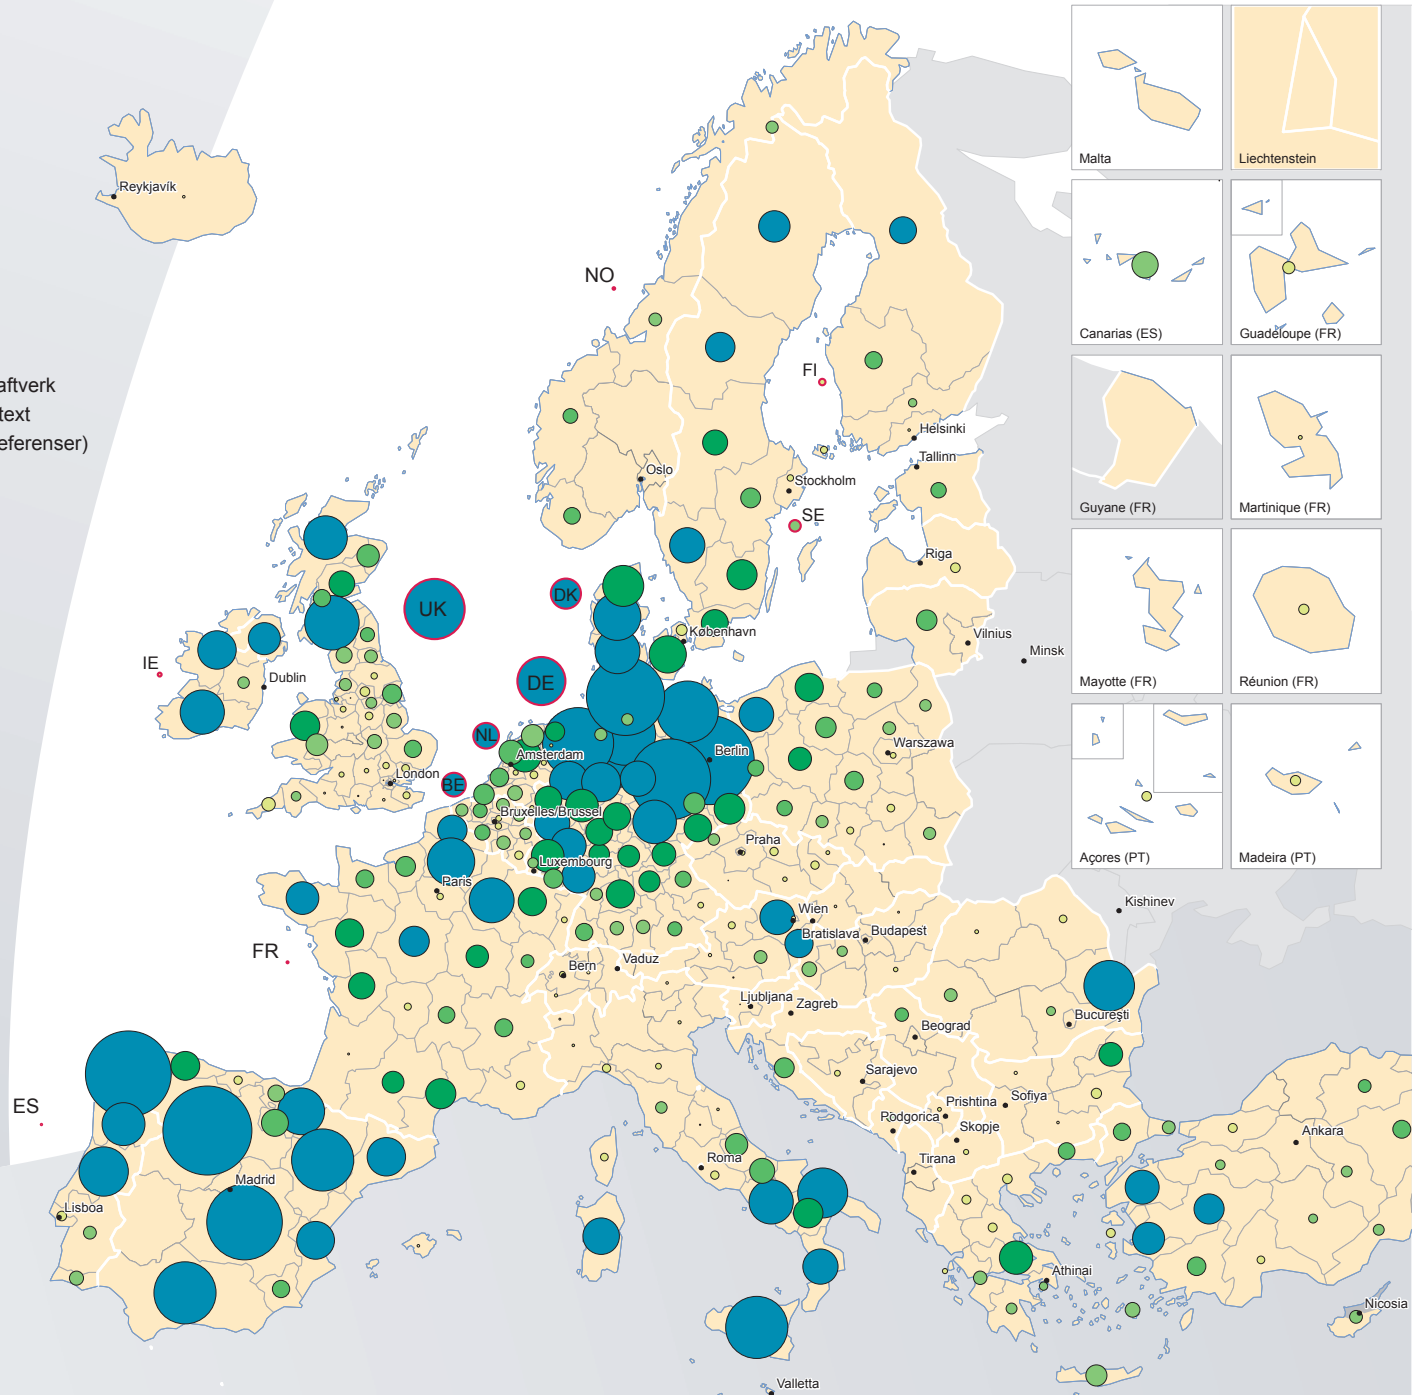 Malta
Liechtenstein
Reykjavík
NO
Canarias (ES)
Guadeloupe (FR)
FI
aftverk
text
eferenser)
Helsinki
Tallinn
Oslo
Stockholm
SE
Guyane (FR)
Martinique (FR)
Riga
DK
UK
København
Vilnius
Minsk
IE
Dublin
DE
Mayotte (FR)
Réunion (FR)
NL
Amsterdam
Berlin
Warszawa
London
BE
Bruxelles/Brussel
Praha
Luxembourg
Açores (PT)
Madeira (PT)
Paris
Kishinev
Wien
Bratislava
Budapest
FR
Bern
Vaduz
Ljubljana
Zagreb
Bucureşti
Beograd
Sarajevo
ES
Prishtina
Sofiya
Podgorica
Skopje
Ankara
Roma
Tirana
Madrid
Lisboa
Athinai
Nicosia
Valletta